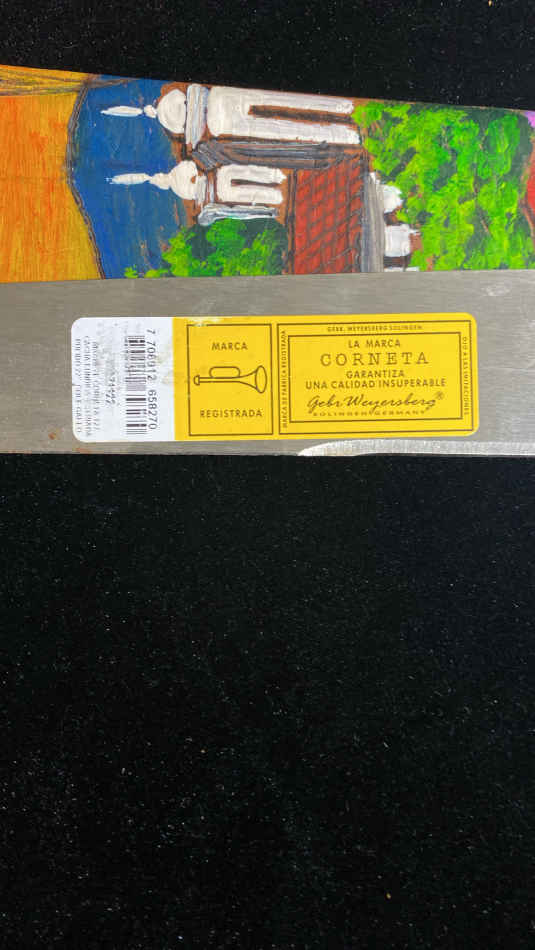 MARCA
REGISTRADA
MARCA DE FABRICA REGISTRADA
GEBR. WEYERSBERG SOLINGEN
LA MARCA
CORNETA
GARANTIZA
UNA CALIDAD INSUPERABLE
Gebr Weyersberg®
SOLINGEN GERMANY
OJO A LAS IMITACIONES
7 706912 658270